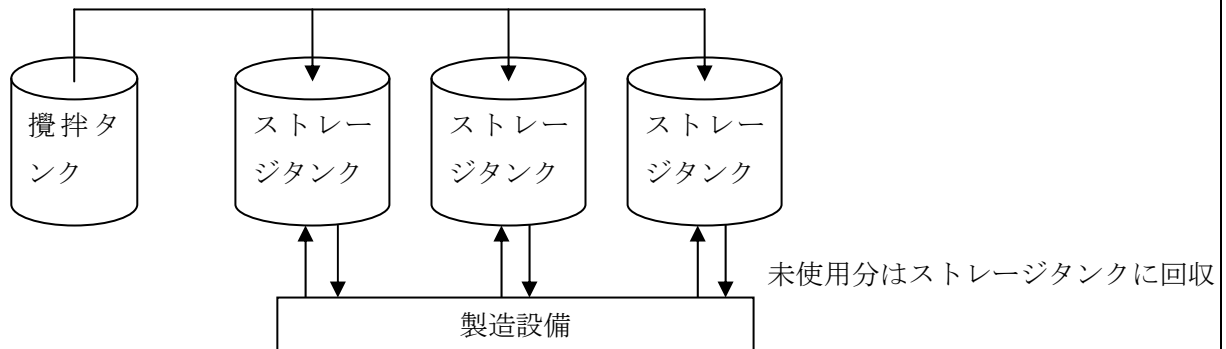 攪拌タ
ンク
ストレー
ジタンク
ストレー
ジタンク
ストレー
ジタンク
未使用分はストレージタンクに回収
製造設備